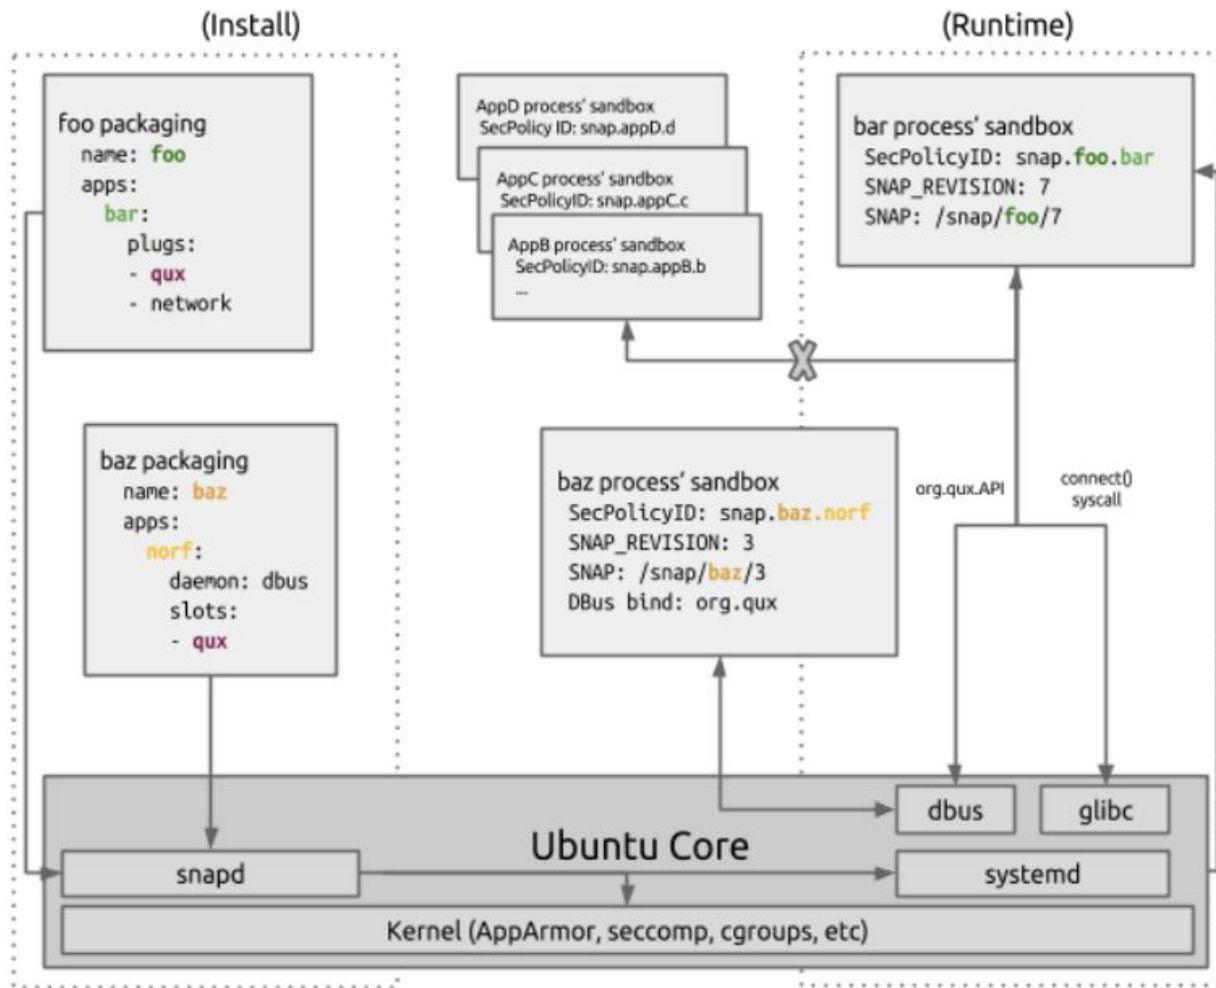 (Install)
(Runtime)
foo packaging
name: foo
apps:
bar:
plugs:
- qux
- network
AppD process' sandbox
SecPolicy ID: snap.appD.d
AppC process' sandbox
SecPolicyID: snap.appC.c
AppB process' sandbox
SecPolicyID: snap.appB.b
...
bar process' sandbox
SecPolicyID: snap.foo.bar
SNAP_REVISION: 7
SNAP: /snap/foo/7
baz packaging
name: baz
apps:
norf:
daemon: dbus
slots:
- qux
baz process' sandbox
SecPolicyID: snap.baz.norf
SNAP_REVISION: 3
SNAP: /snap/baz/3
DBus bind: org.qux
org.qux.API
connect()
syscall
Ubuntu Core
dbus
glibc
snapd
systemd
Kernel (AppArmor, seccomp, cgroups, etc)